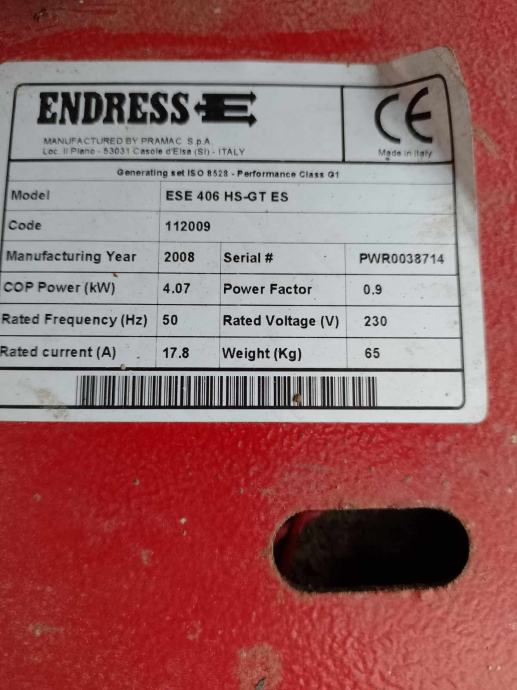 ENDRESS
MANUFACTURED BY PRAMAC S.p.A.
Loc. Il Piano - 53031 Casole d'Elsa (SI) - ITALY
CE
Made in Italy
Generating set ISO 8528 - Performance Class G1
Model ESE 406 HS-GT ES
Code 112009
Manufacturing Year 2008 Serial # PWR0038714
COP Power (kW) 4.07 Power Factor 0.9
Rated Frequency (Hz) 50 Rated Voltage (V) 230
Rated current (A) 17.8 Weight (Kg) 65